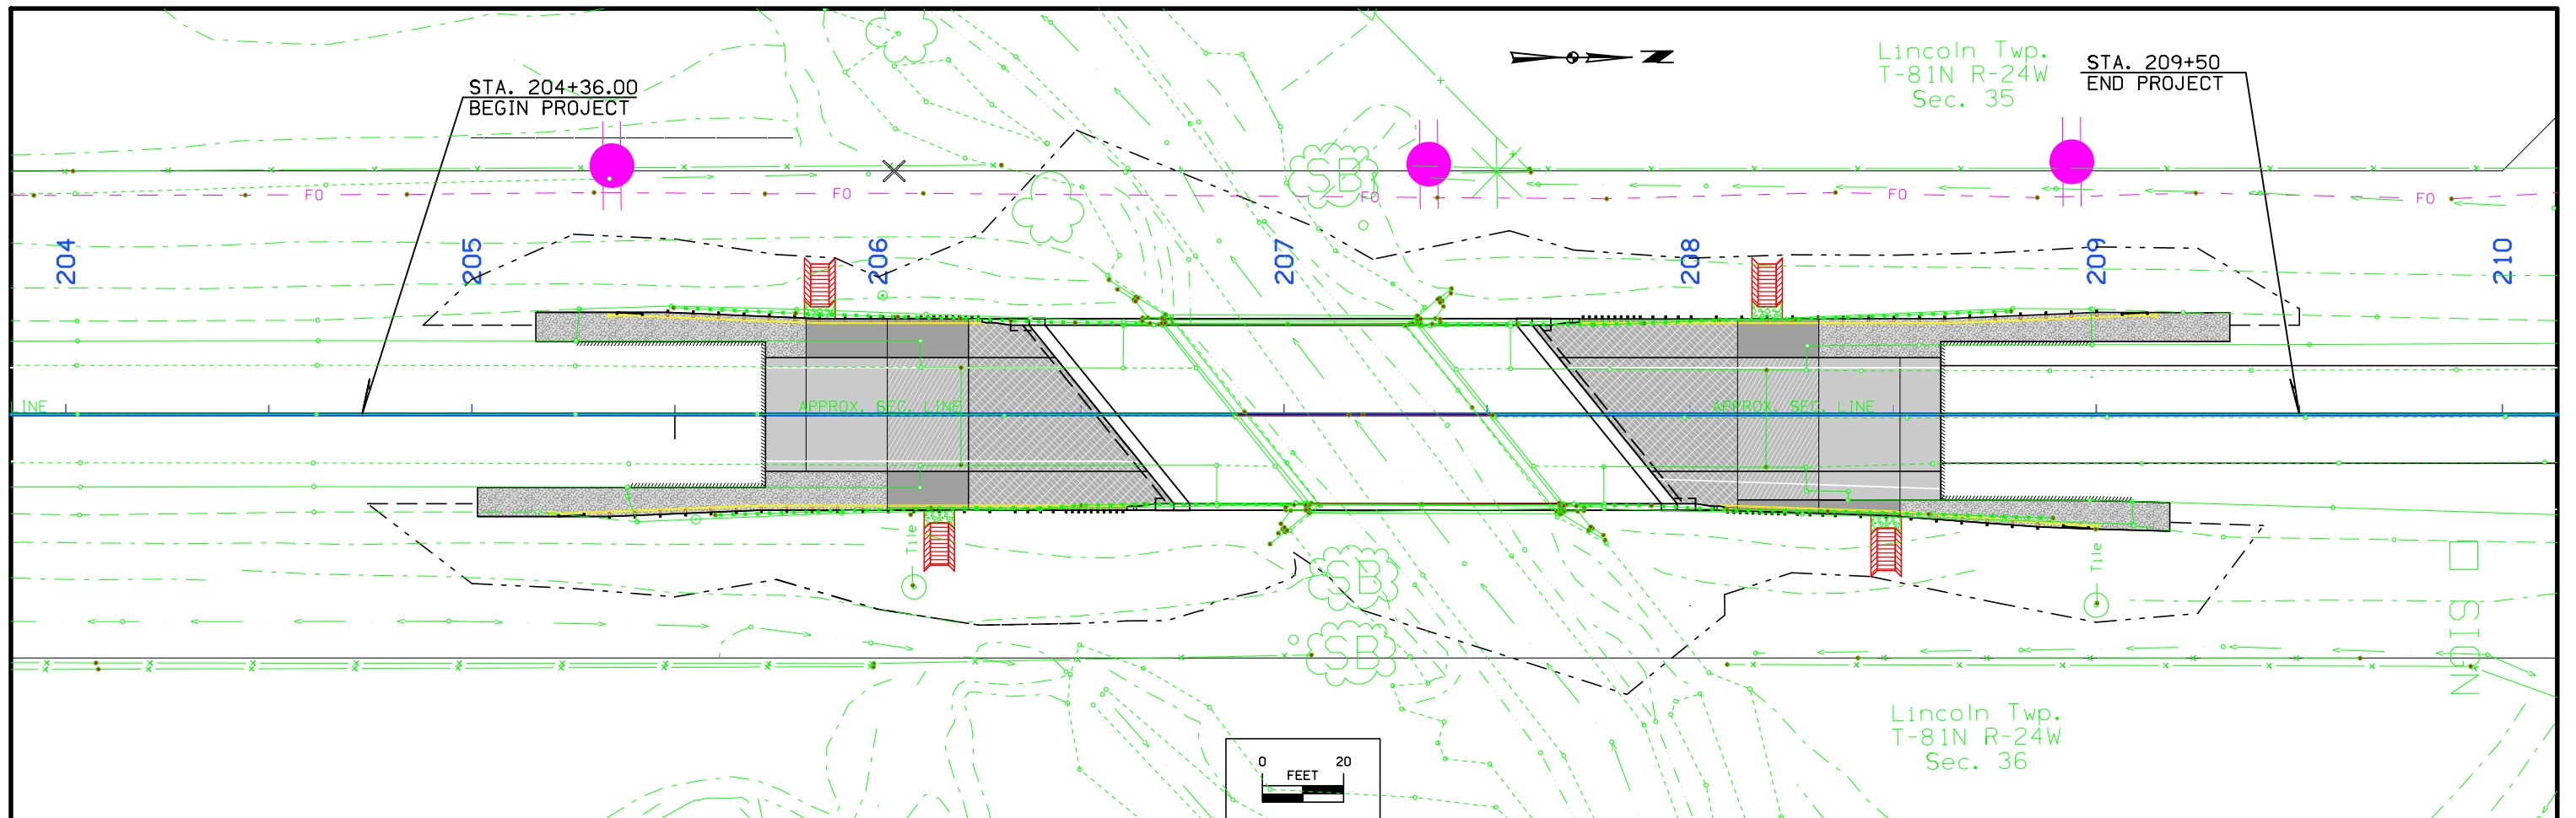 Lincoln Twp.
T-81N R-24W
Sec. 35
STA. 209+50
END PROJECT
STA. 204+36.00
BEGIN PROJECT
N
SB
FO
FO
FO
FO
FO
204
205
206
207
208
209
210
LINE
APPROX. SEC. LINE
APPROX. SEC. LINE
Tile
Tile
SB
SB
SIGN
Lincoln Twp.
T-81N R-24W
Sec. 36
0 20
FEET